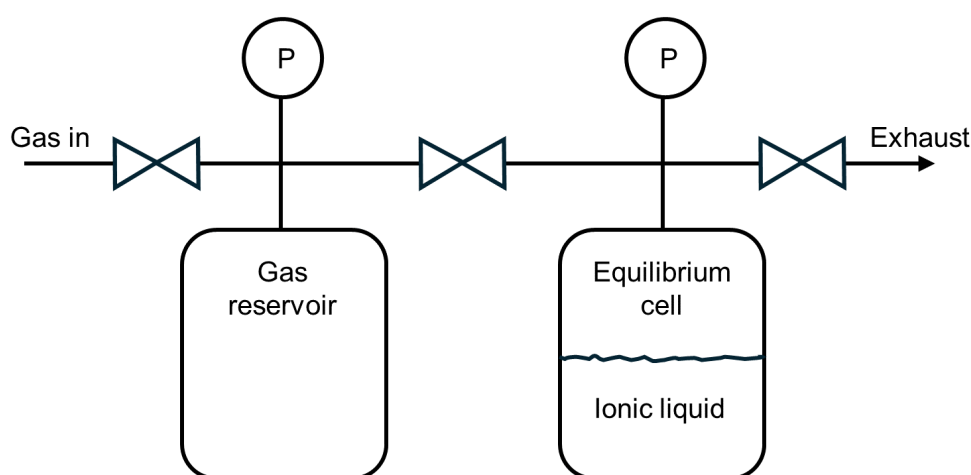 P
P
Gas in
Exhaust
Gas
reservoir
Equilibrium
cell
Ionic liquid